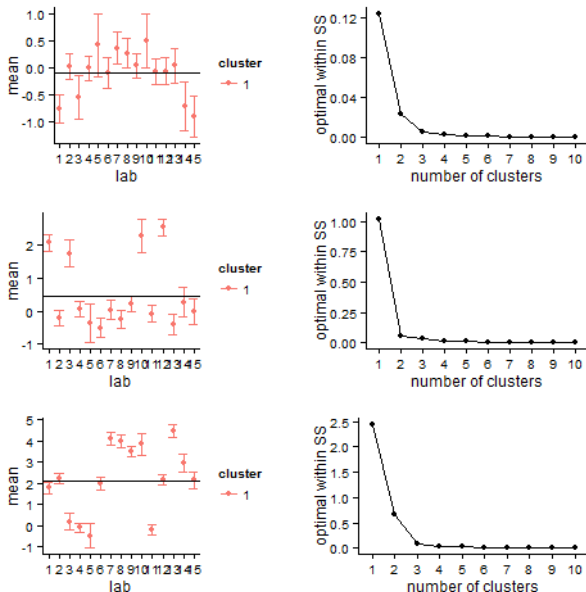 1.0
0.5
0.0
-0.5
-1.0
mean
1 2 3 4 5 6 7 8 9 10 11 12 13 14 15
lab
cluster
1
0.12
0.08
0.04
0.00
optimal within SS
1 2 3 4 5 6 7 8 9 10
number of clusters
2
1
0
-1
mean
1 2 3 4 5 6 7 8 9 10 11 12 13 14 15
lab
cluster
1
1.00
0.75
0.50
0.25
0.00
optimal within SS
1 2 3 4 5 6 7 8 9 10
number of clusters
5
4
3
2
1
0
-1
mean
1 2 3 4 5 6 7 8 9 10 11 12 13 14 15
lab
cluster
1
2.5
2.0
1.5
1.0
0.5
0.0
optimal within SS
1 2 3 4 5 6 7 8 9 10
number of clusters